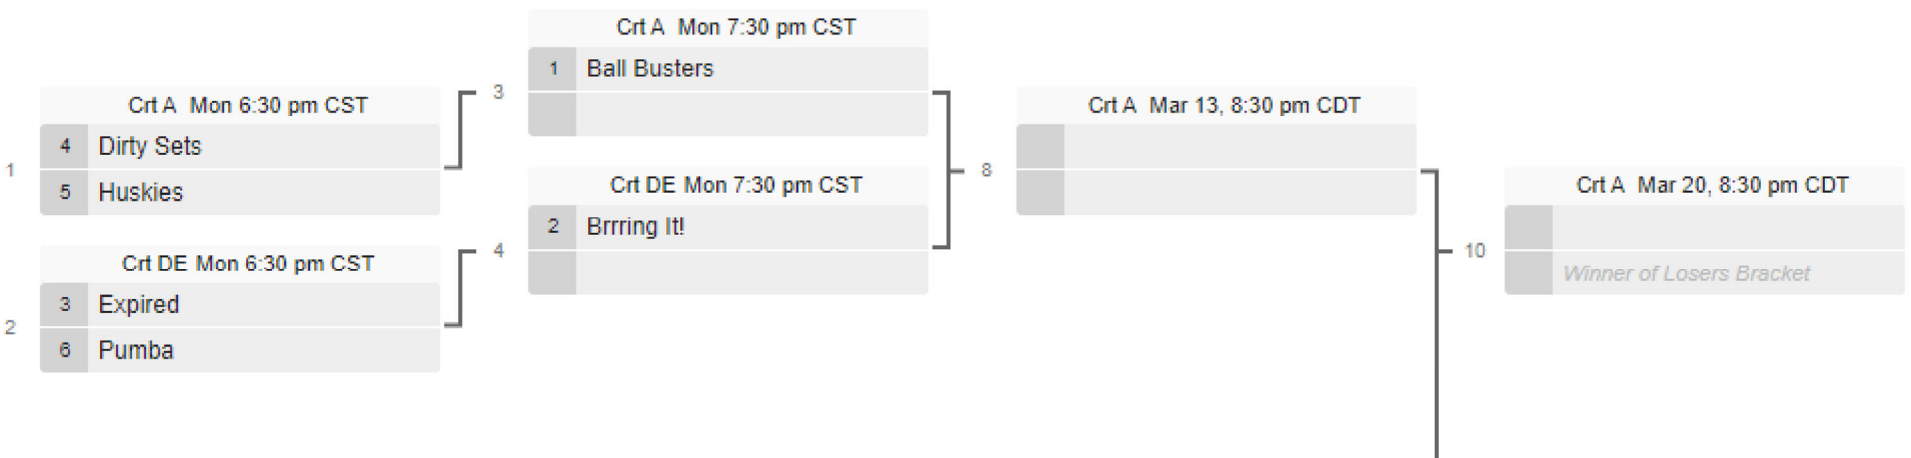 Crt A Mon 6:30 pm CST
1
4 Dirty Sets
5 Huskies
Crt DE Mon 6:30 pm CST
2
3 Expired
6 Pumba
Crt A Mon 7:30 pm CST
3
1 Ball Busters
Crt DE Mon 7:30 pm CST
4
2 Brrring It!
Crt A Mar 13, 8:30 pm CDT
8
Crt A Mar 20, 8:30 pm CDT
10
Winner of Losers Bracket